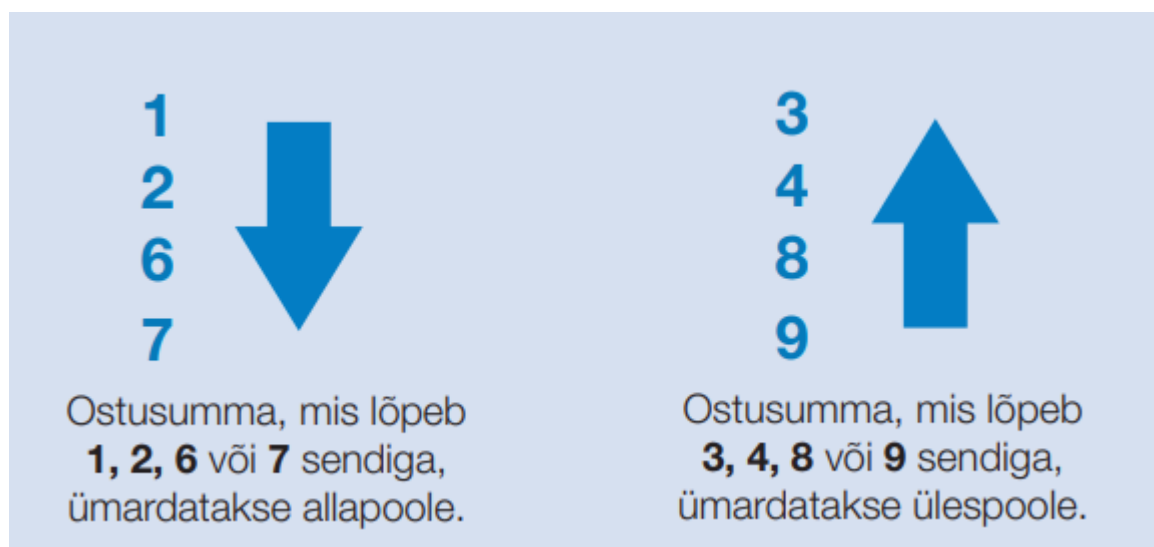 1
2
6
7
Ostusumma, mis lõpeb
1, 2, 6 või 7 sendiga,
ümardatakse allapoole.
3
4
8
9
Ostusumma, mis lõpeb
3, 4, 8 või 9 sendiga,
ümardatakse ülespoole.